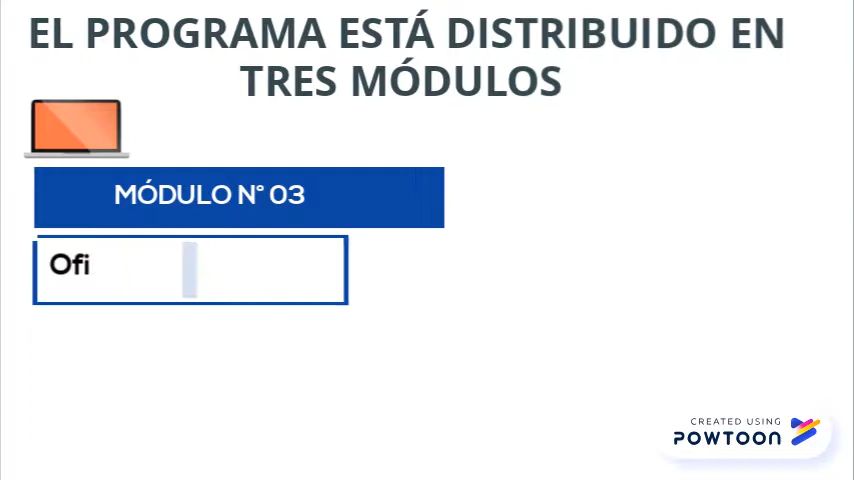 EL PROGRAMA ESTÁ DISTRIBUIDO EN
TRES MÓDULOS
MÓDULO N° 03
Ofi
CREATED USING
POWTOON